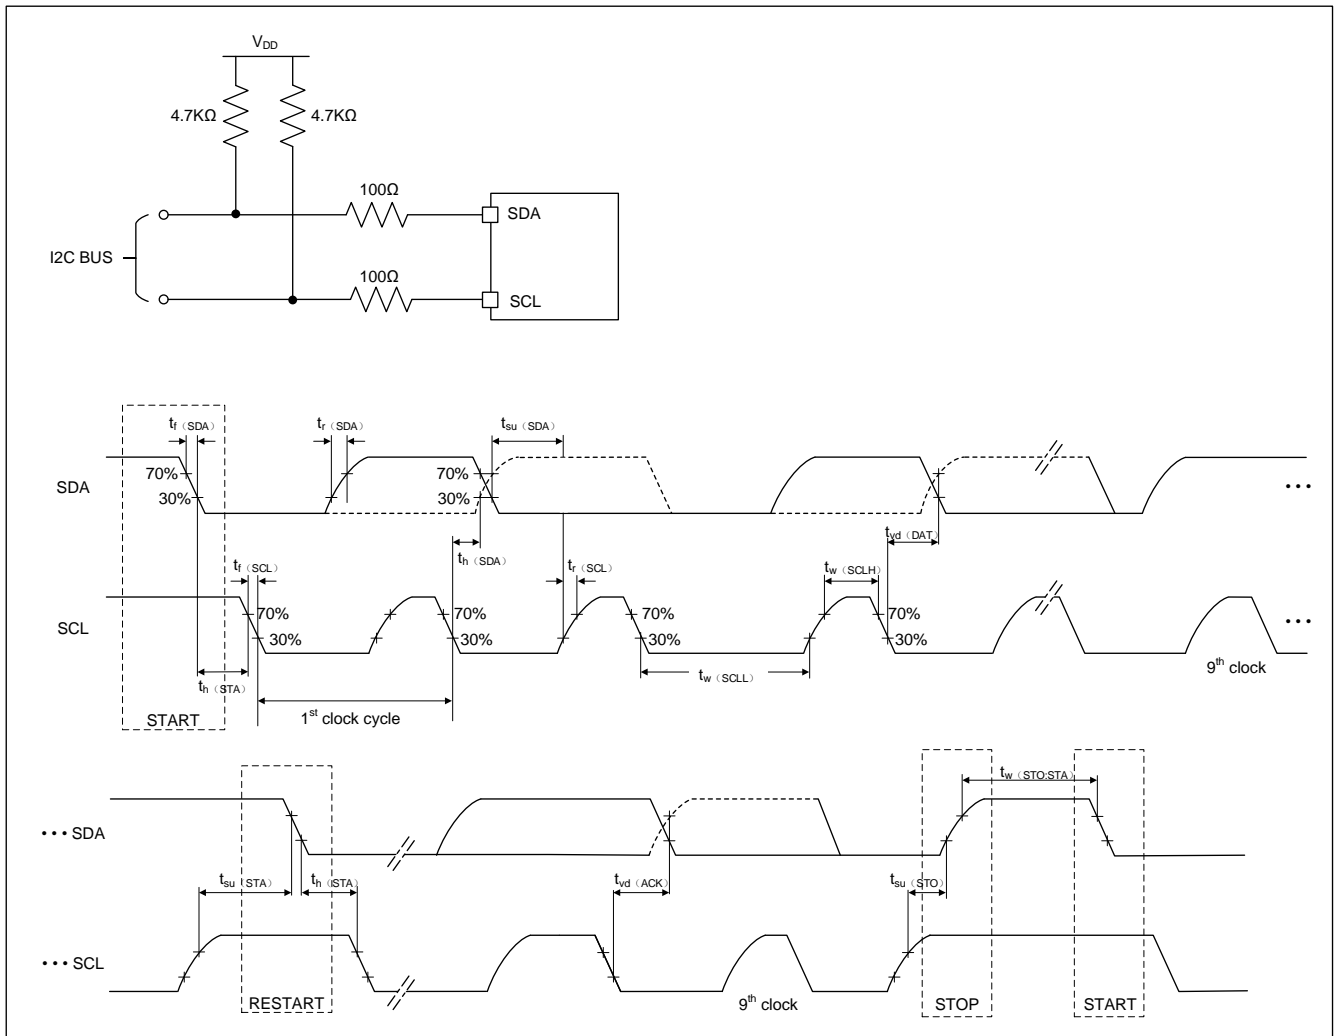 VDD
4.7KΩ
4.7KΩ
100Ω
SDA
I2C BUS
100Ω
SCL
tf（SDA）
tr（SDA）
tsu（SDA）
70%
70%
SDA
30%
30%
...
tvd（DAT）
th（SDA）
tf（SCL）
tr（SCL）
tw（SCLH）
70%
70%
70%
70%
SCL
30%
30%
30%
30%
...
9th clock
th（STA）
tw（SCLL）
1st clock cycle
START
tw（STO:STA）
... SDA
tsu（STA）
th（STA）
tvd（ACK）
tsu（STO）
... SCL
RESTART
9th clock
STOP
START